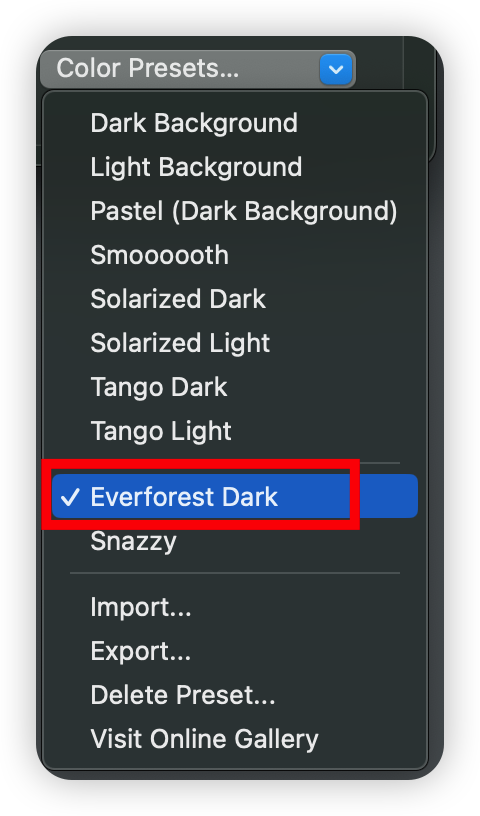 Color Presets...
Dark Background
Light Background
Pastel (Dark Background)
Smoooooth
Solarized Dark
Solarized Light
Tango Dark
Tango Light
✓ Everforest Dark
Snazzy
Import...
Export...
Delete Preset...
Visit Online Gallery